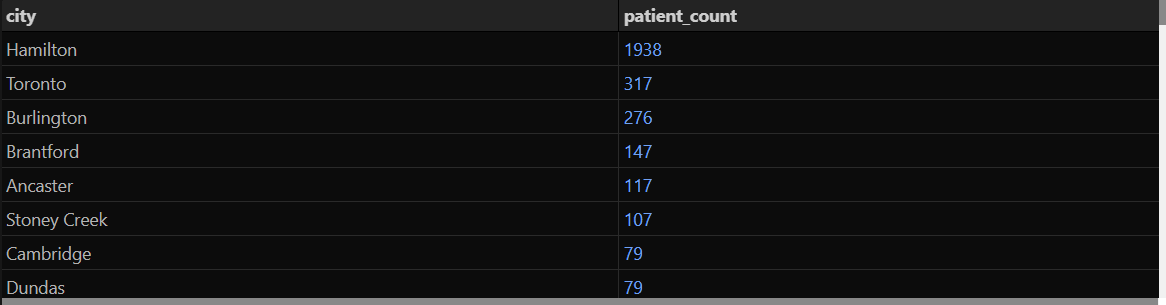 city patient_count
Hamilton 1938
Toronto 317
Burlington 276
Brantford 147
Ancaster 117
Stoney Creek 107
Cambridge 79
Dundas 79